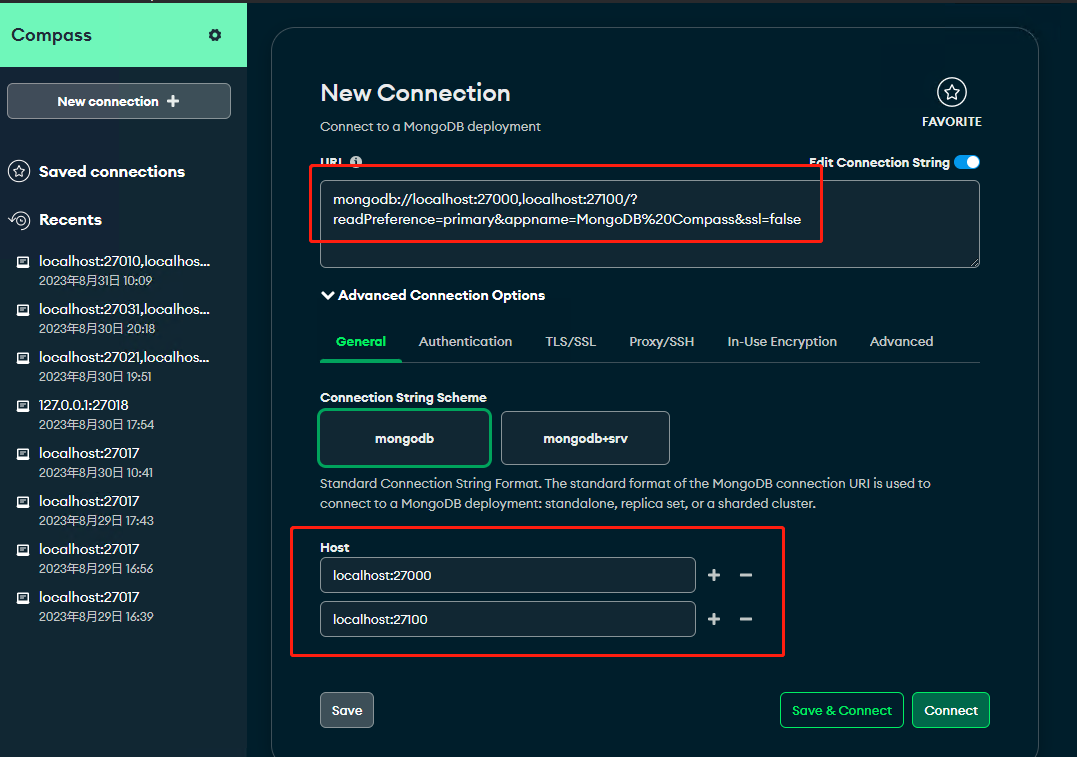 Compass
New connection
Saved connections
Recents
localhost:27010,localhos...
2023年8月31日 10:09
localhost:27031,localhos...
2023年8月30日 20:18
localhost:27021,localhos...
2023年8月30日 19:51
127.0.0.1:27018
2023年8月30日 17:54
localhost:27017
2023年8月30日 10:41
localhost:27017
2023年8月29日 17:43
localhost:27017
2023年8月29日 16:56
localhost:27017
2023年8月29日 16:39
New Connection
FAVORITE
Connect to a MongoDB deployment
URI
Edit Connection String
mongodb://localhost:27000,localhost:27100/?
readPreference=primary&appname=MongoDB%20Compass&ssl=false
Advanced Connection Options
General Authentication TLS/SSL Proxy/SSH In-Use Encryption Advanced
Connection String Scheme
mongodb mongodb+srv
Standard Connection String Format. The standard format of the MongoDB connection URI is used to
connect to a MongoDB deployment: standalone, replica set, or a sharded cluster.
Host
localhost:27000
localhost:27100
Save Save & Connect Connect